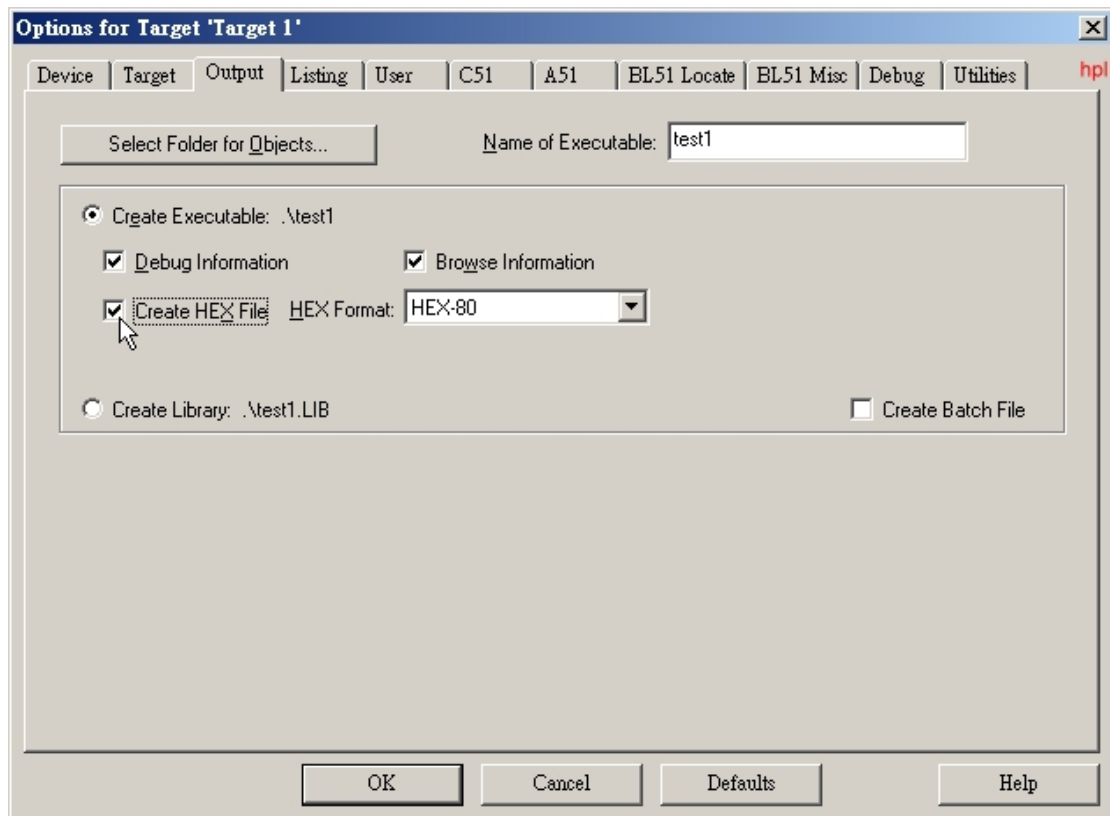 Options for Target 'Target 1'
Device Target Output Listing User C51 A51 BL51 Locate BL51 Misc Debug Utilities
hpl
Select Folder for Objects... Name of Executable: test1
Create Executable: .\test1
Debug Information Browse Information
Create HEX File HEX Format: HEX-80
Create Library: .\test1.LIB Create Batch File
OK Cancel Defaults Help